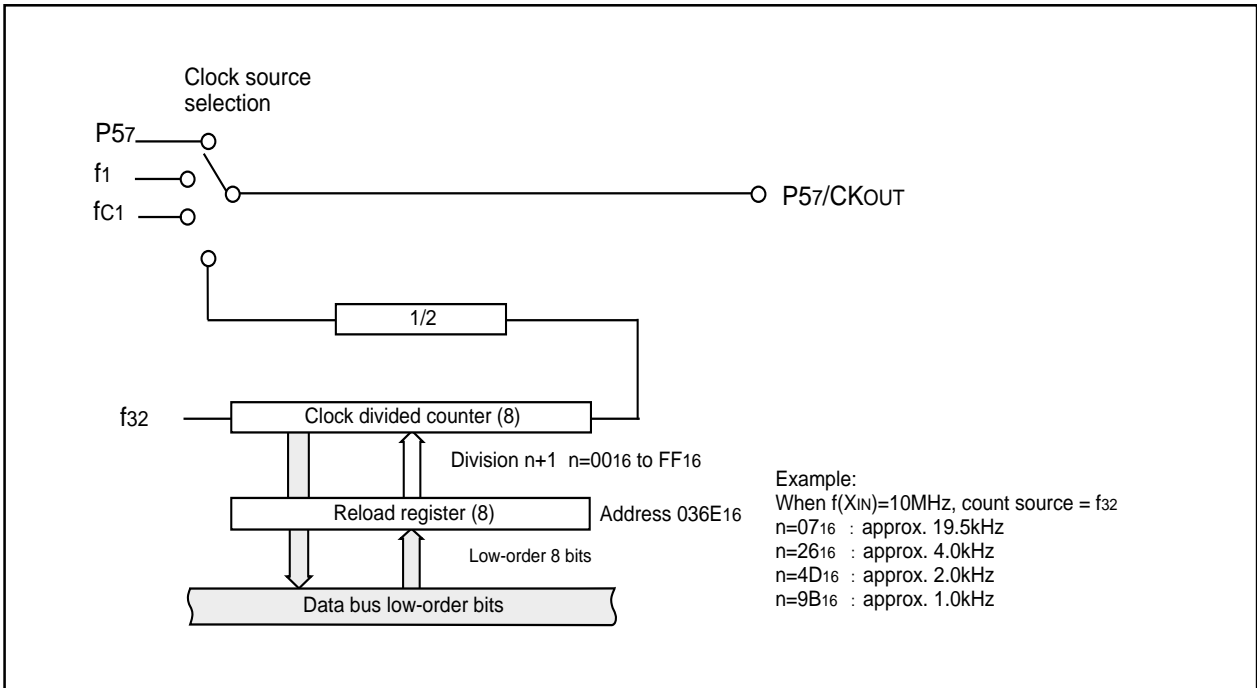 Clock source
selection
P57
f1
fC1
P57/CKOUT
1/2
f32
Clock divided counter (8)
Division n+1 n=0016 to FF16
Reload register (8)
Address 036E16
Low-order 8 bits
Data bus low-order bits
Example:
When f(XIN)=10MHz, count source = f32
n=0716 : approx. 19.5kHz
n=2616 : approx. 4.0kHz
n=4D16 : approx. 2.0kHz
n=9B16 : approx. 1.0kHz